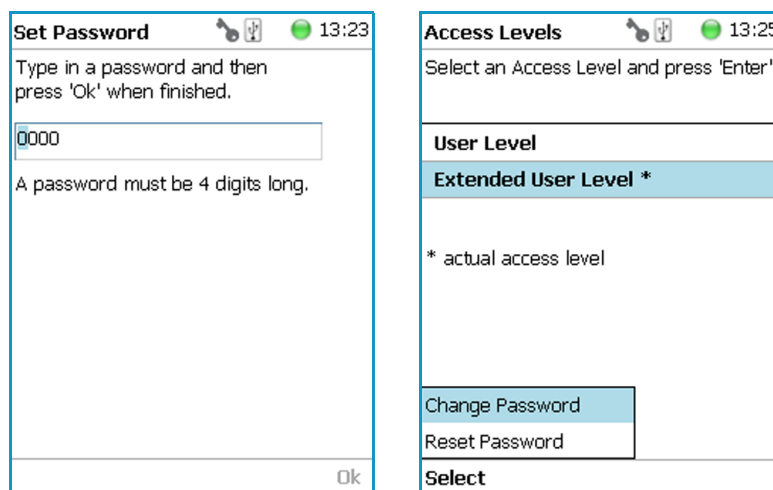 Set Password 13:23
Type in a password and then
press 'Ok' when finished.
0000
A password must be 4 digits long.
Ok
Access Levels 13:25
Select an Access Level and press 'Enter'
User Level
Extended User Level *
* actual access level
Change Password
Reset Password
Select